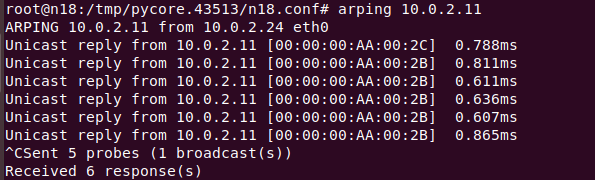 root@n18:/tmp/pycore.43513/n18.conf# arping 10.0.2.11
ARPING 10.0.2.11 from 10.0.2.24 eth0
Unicast reply from 10.0.2.11 [00:00:00:AA:00:2C]  0.788ms
Unicast reply from 10.0.2.11 [00:00:00:AA:00:2B]  0.811ms
Unicast reply from 10.0.2.11 [00:00:00:AA:00:2B]  0.611ms
Unicast reply from 10.0.2.11 [00:00:00:AA:00:2B]  0.636ms
Unicast reply from 10.0.2.11 [00:00:00:AA:00:2B]  0.607ms
Unicast reply from 10.0.2.11 [00:00:00:AA:00:2B]  0.865ms
^CSent 5 probes (1 broadcast(s))
Received 6 response(s)